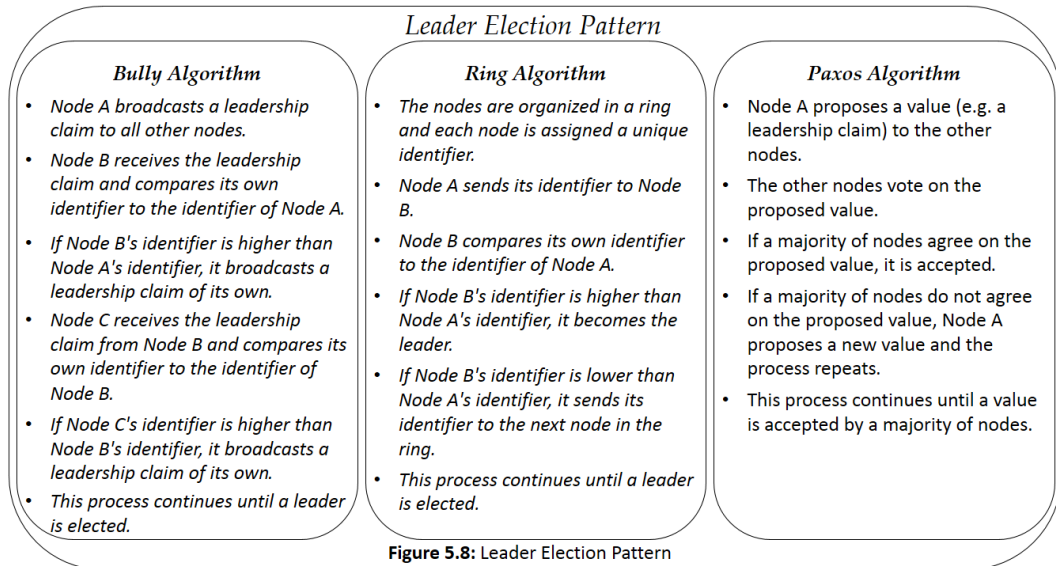 Leader Election Pattern
Bully Algorithm
• Node A broadcasts a leadership
claim to all other nodes.
• Node B receives the leadership
claim and compares its own
identifier to the identifier of Node A.
• If Node B's identifier is higher than
Node A's identifier, it broadcasts a
leadership claim of its own.
• Node C receives the leadership
claim from Node B and compares its
own identifier to the identifier of
Node B.
• If Node C's identifier is higher than
Node B's identifier, it broadcasts a
leadership claim of its own.
• This process continues until a leader
is elected.
Ring Algorithm
• The nodes are organized in a ring
and each node is assigned a unique
identifier.
• Node A sends its identifier to Node
B.
• Node B compares its own identifier
to the identifier of Node A.
• If Node B's identifier is higher than
Node A's identifier, it becomes the
leader.
• If Node B's identifier is lower than
Node A's identifier, it sends its
identifier to the next node in the
ring.
• This process continues until a leader
is elected.
Paxos Algorithm
• Node A proposes a value (e.g. a
leadership claim) to the other
nodes.
• The other nodes vote on the
proposed value.
• If a majority of nodes agree on the
proposed value, it is accepted.
• If a majority of nodes do not agree
on the proposed value, Node A
proposes a new value and the
process repeats.
• This process continues until a value
is accepted by a majority of nodes.
Figure 5.8: Leader Election Pattern